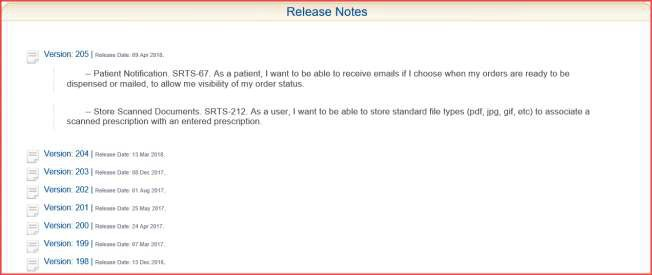 Release Notes
Version: 205 | Release Date: 09 Apr 2018.
-- Patient Notification. SRTS-67. As a patient, I want to be able to receive emails if I choose when my orders are ready to be
dispensed or mailed, to allow me visibility of my order status.
-- Store Scanned Documents. SRTS-212. As a user, I want to be able to store standard file types (pdf, jpg, gif, etc) to associate a
scanned prescription with an entered prescription.
Version: 204 | Release Date: 13 Mar 2018.
Version: 203 | Release Date: 08 Dec 2017.
Version: 202 | Release Date: 01 Aug 2017.
Version: 201 | Release Date: 25 May 2017.
Version: 200 | Release Date: 24 Apr 2017.
Version: 199 | Release Date: 07 Mar 2017.
Version: 198 | Release Date: 13 Dec 2016.